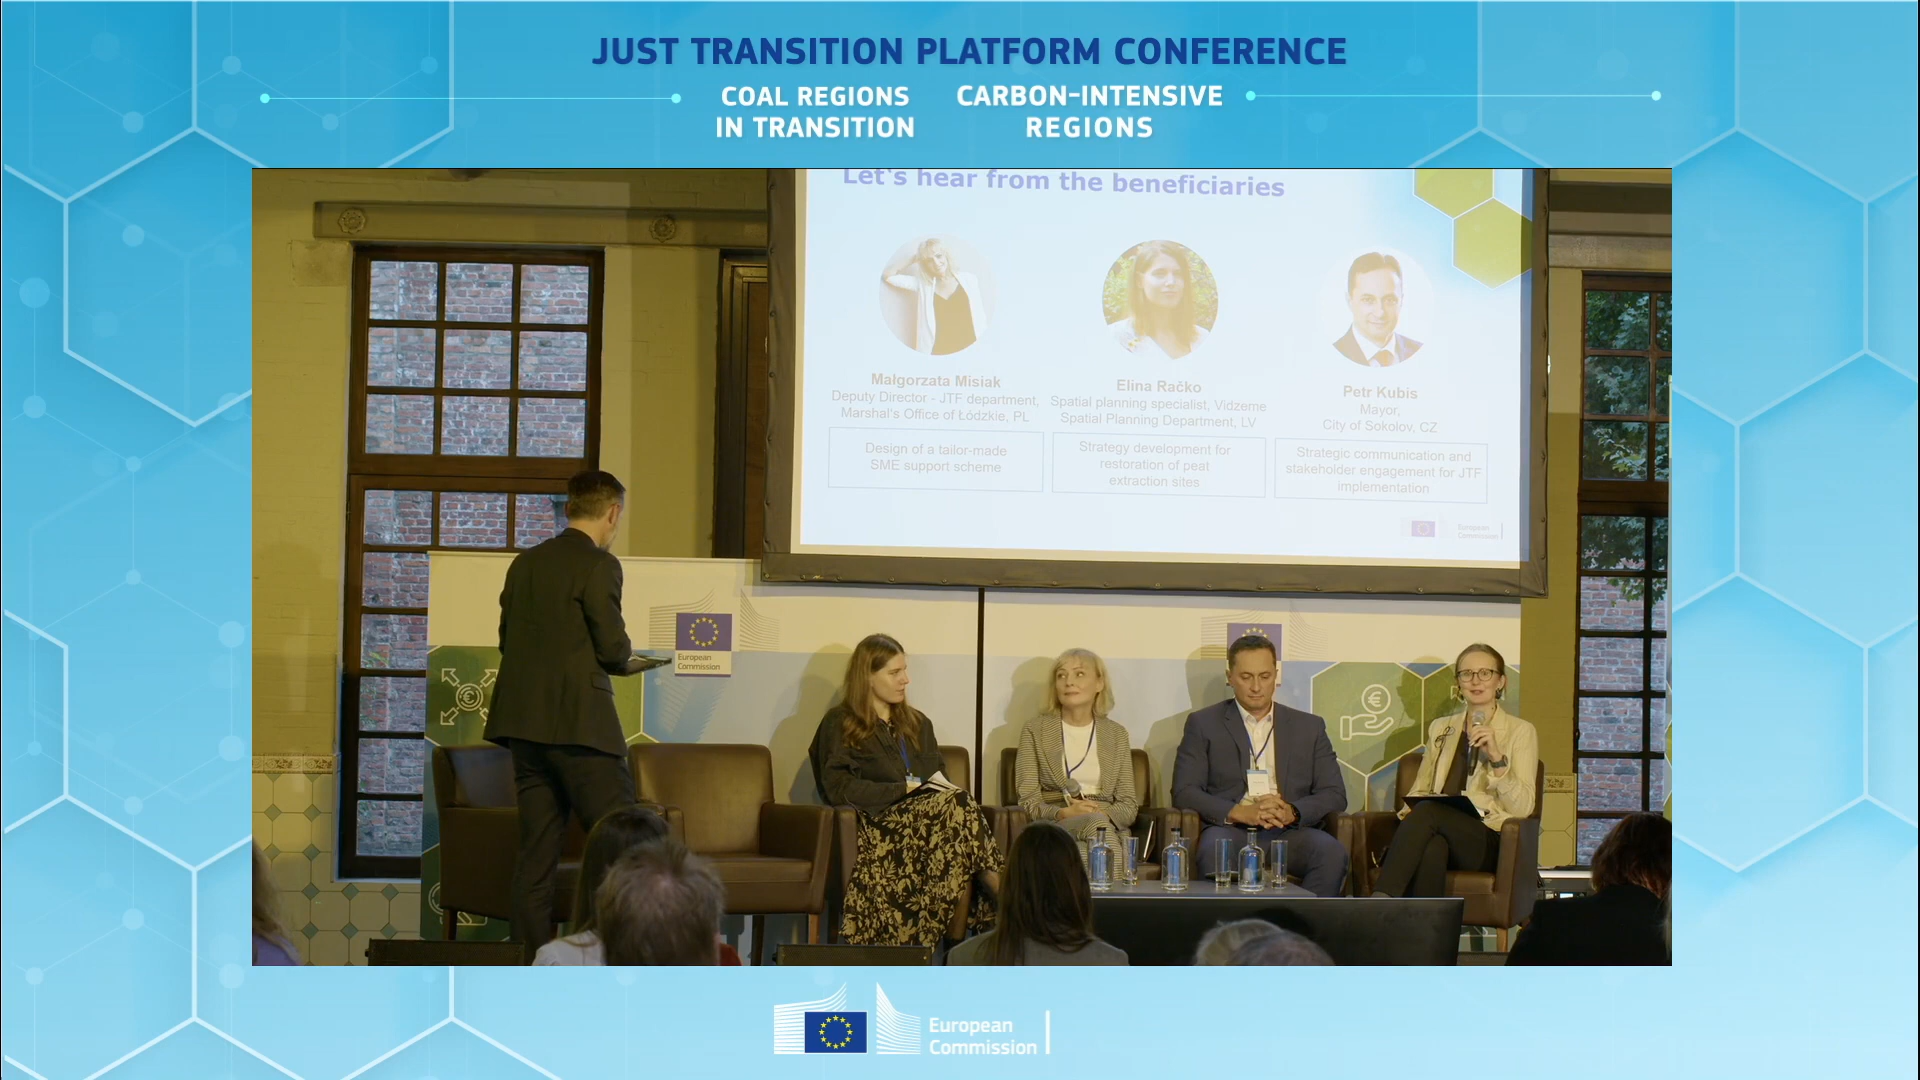 JUST TRANSITION PLATFORM CONFERENCE
COAL REGIONS
IN TRANSITION
CARBON-INTENSIVE
REGIONS
Let's hear from the beneficiaries
Małgorzata Misiak
Deputy Director - JTF department,
Marshal's Office of Łódzkie, PL
Design of a tailor-made
SME support scheme
Elina Račko
Spatial planning specialist, Vidzeme
Spatial Planning Department, LV
Strategy development for
restoration of peat
extraction sites
Petr Kubis
Mayor,
City of Sokolov, CZ
Strategic communication and
stakeholder engagement for JTF
implementation
European
Commission
European
Commission
European
Commission